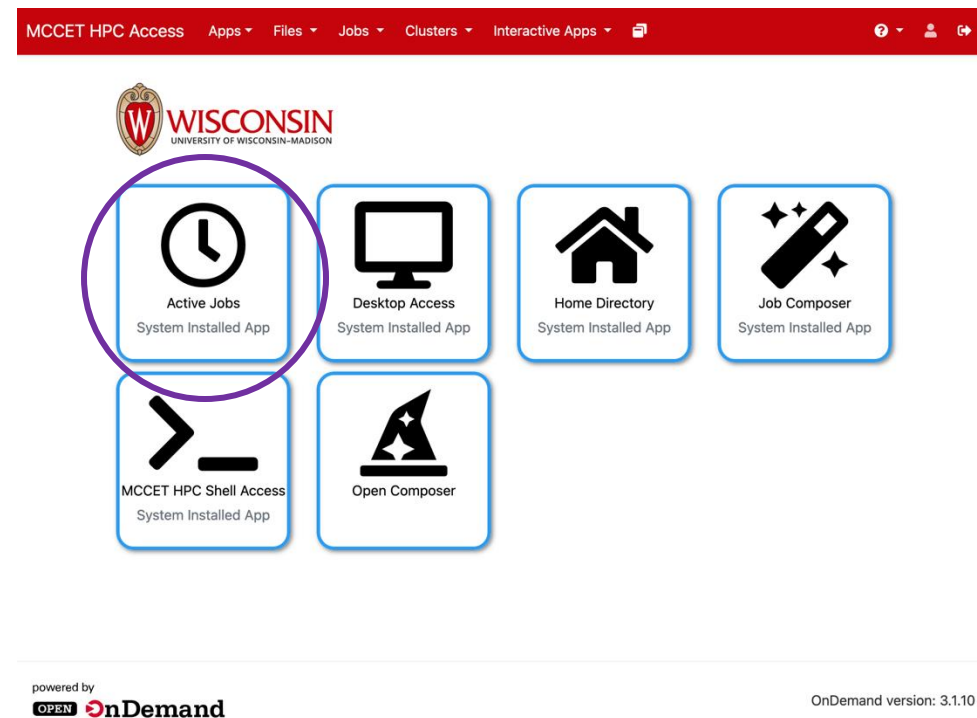 MCCET HPC Access Apps Files Jobs Clusters Interactive Apps
W WISCONSIN
UNIVERSITY OF WISCONSIN–MADISON
Active Jobs
System Installed App
Desktop Access
System Installed App
Home Directory
System Installed App
Job Composer
System Installed App
MCCET HPC Shell Access
System Installed App
Open Composer
powered by
OPEN OnDemand
OnDemand version: 3.1.10